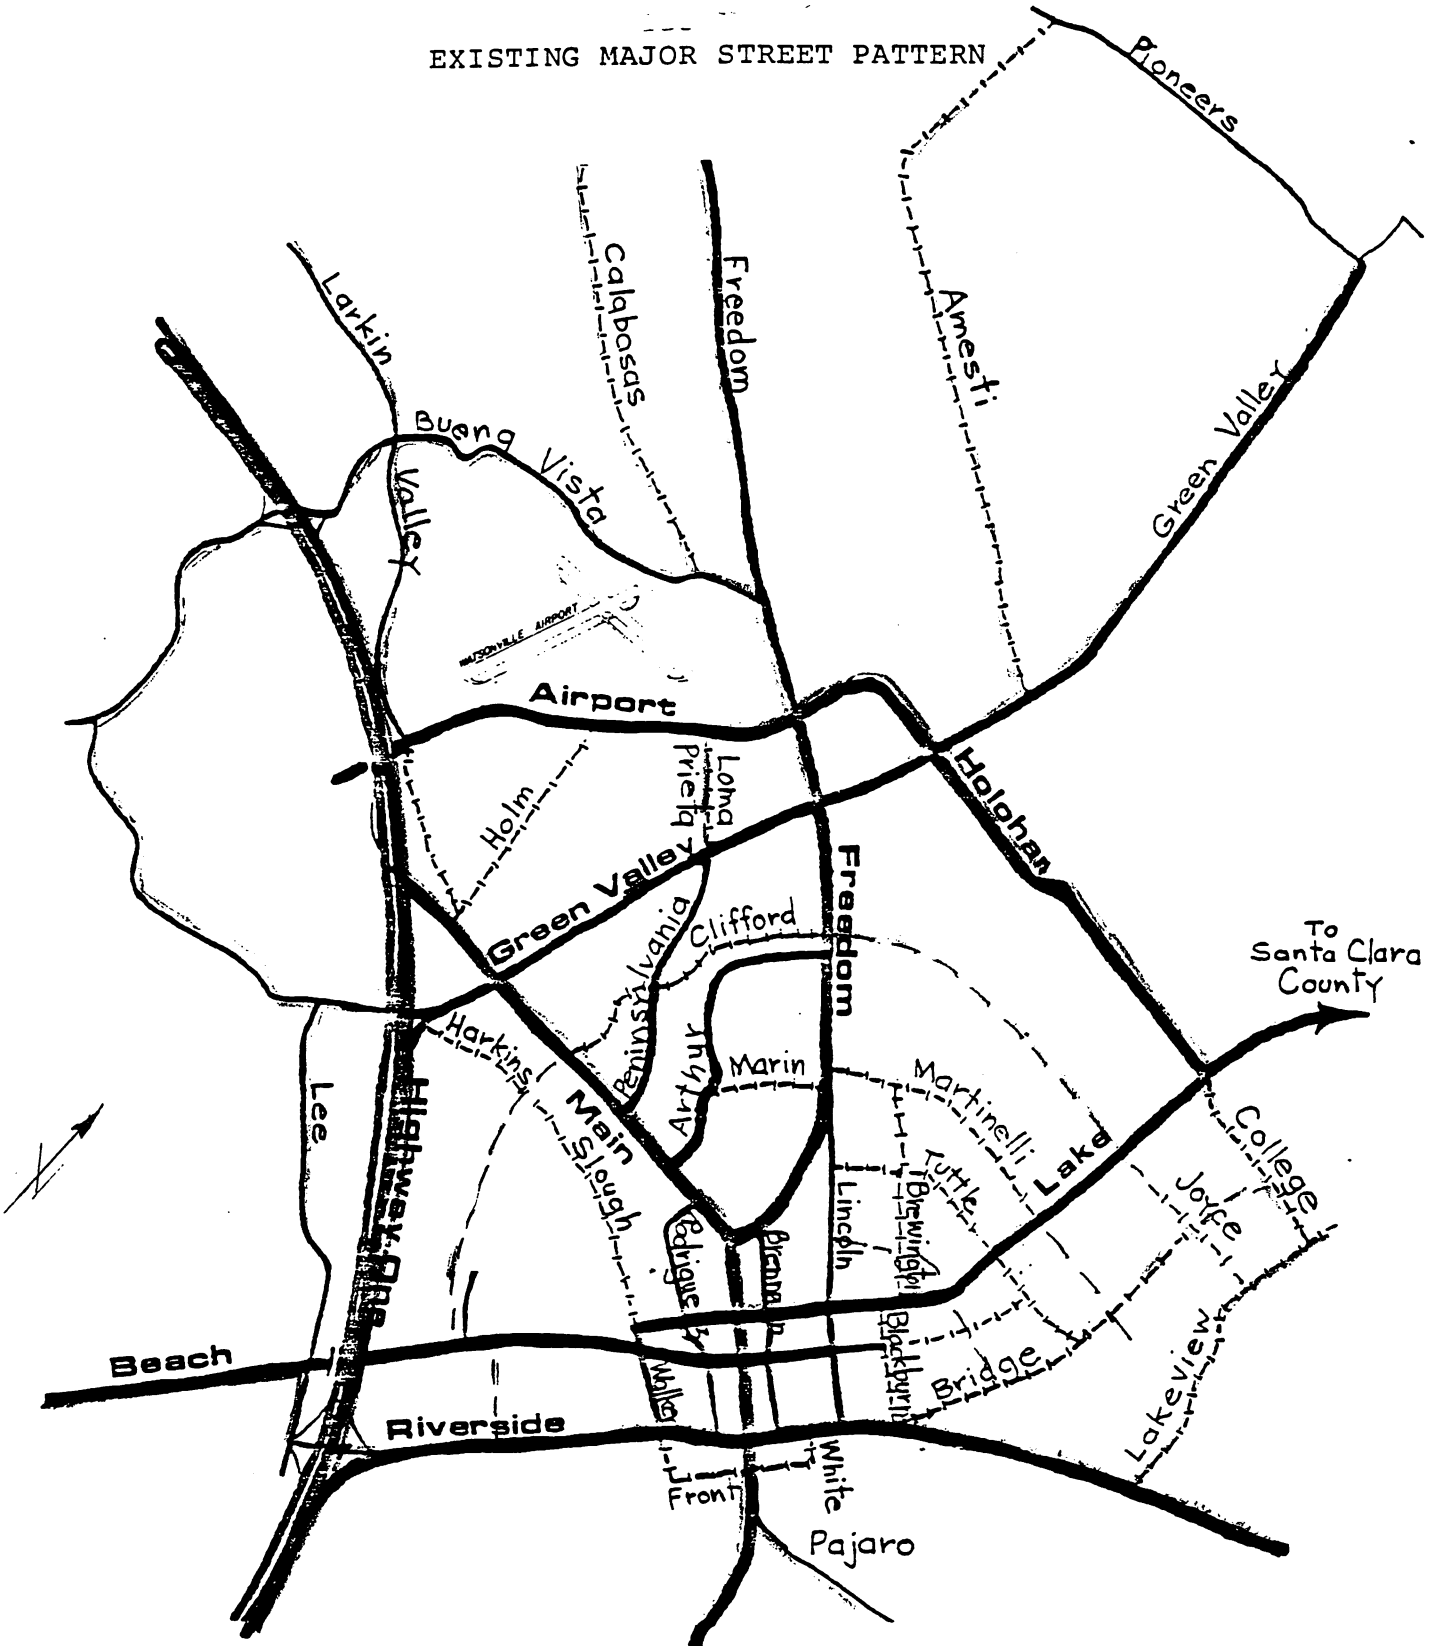 EXISTING MAJOR STREET PATTERN
Pioneers
Larkin
Calabasas
Freedom
Amesti
Green Valley
Buena Vista
Valley
WATSONVILLE AIRPORT
Airport
Holm
Loma
Prieta
Holohan
Green Valley
Freedom
Clifford
Peninslvania
To
Santa Clara
County
Harkins
Slough
Main
Arthur
Marin
Martinelli
Lee
Highway One
Tuttle
Lake
College
Joyce
Lincoln
Brewington
Rodriguez
Brennan
Beach
Walker
Blackburn
Bridge
Lakeview
Riverside
Front
White
Pajaro